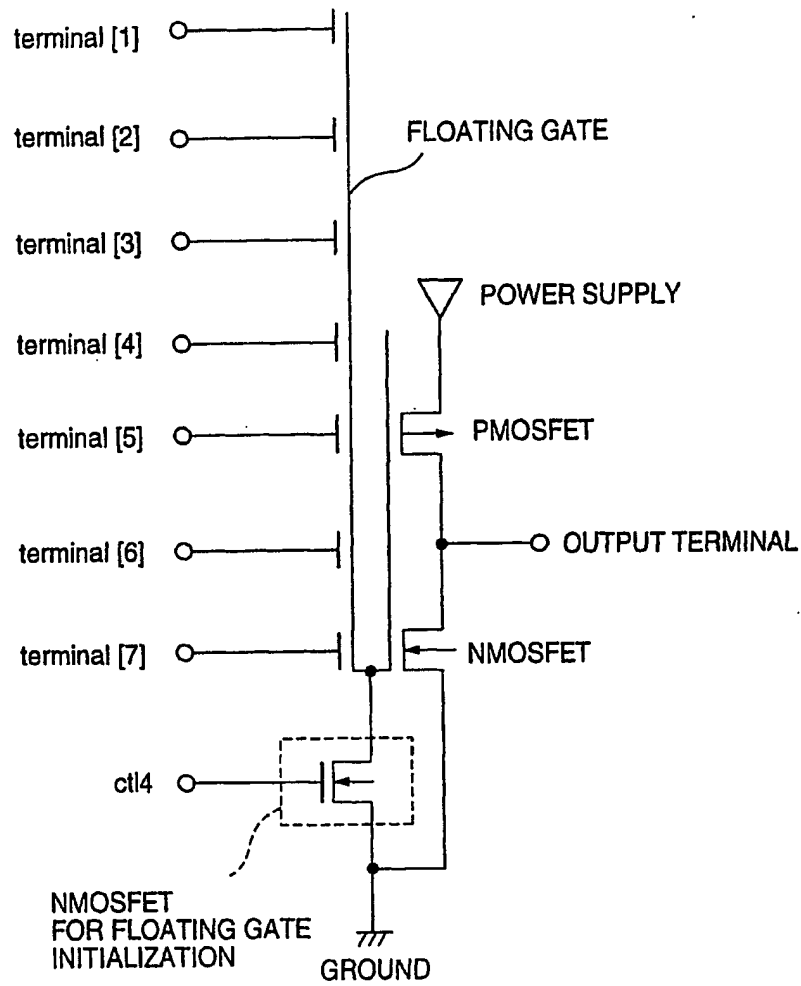 terminal [1]
terminal [2]
FLOATING GATE
terminal [3]
POWER SUPPLY
terminal [4]
terminal [5]
PMOSFET
terminal [6]
OUTPUT TERMINAL
terminal [7]
NMOSFET
ctl4
NMOSFET
FOR FLOATING GATE
INITIALIZATION
GROUND